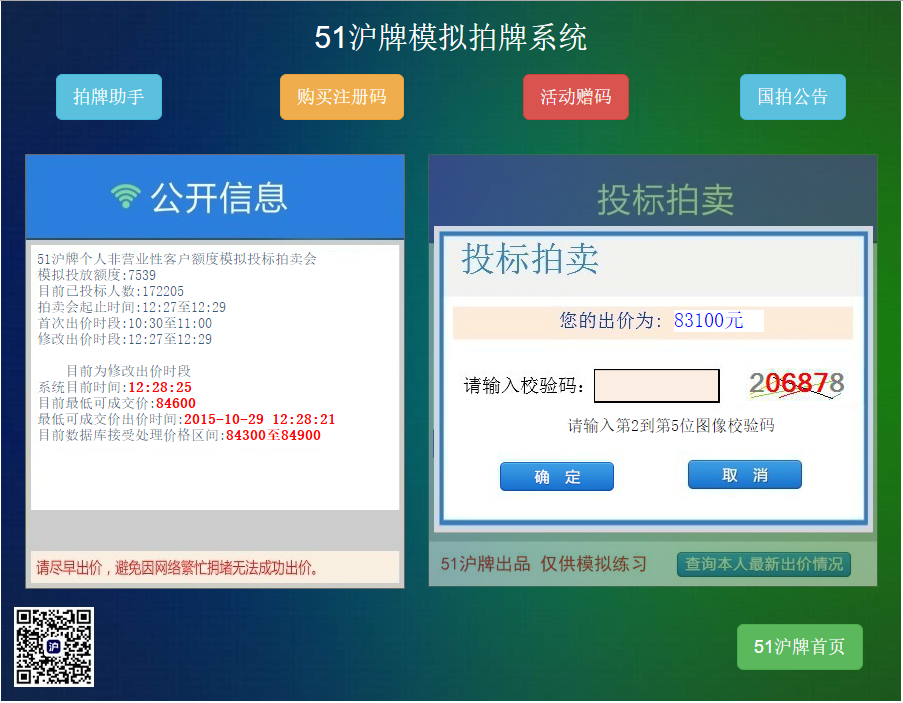 51沪牌模拟拍牌系统
拍牌助手
购买注册码
活动赠码
国拍公告
公开信息
51沪牌个人非营业性客户额度模拟投标拍卖会
模拟投放额度:7539
目前已投标人数:172205
拍卖会起止时间:12:27至12:29
首次出价时段:10:30至11:00
修改出价时段:12:27至12:29
目前为修改出价时段
系统目前时间:12:28:25
目前最低可成交价:84600
最低可成交价出价时间:2015-10-29 12:28:21
目前数据库接受处理价格区间:84300至84900
请尽早出价，避免因网络繁忙拥堵无法成功出价。
投标拍卖
投标拍卖
您的出价为: 83100元
请输入校验码:
206878
请输入第2到第5位图像校验码
确 定
取 消
51沪牌出品 仅供模拟练习
查询本人最新出价情况
沪
51沪牌首页